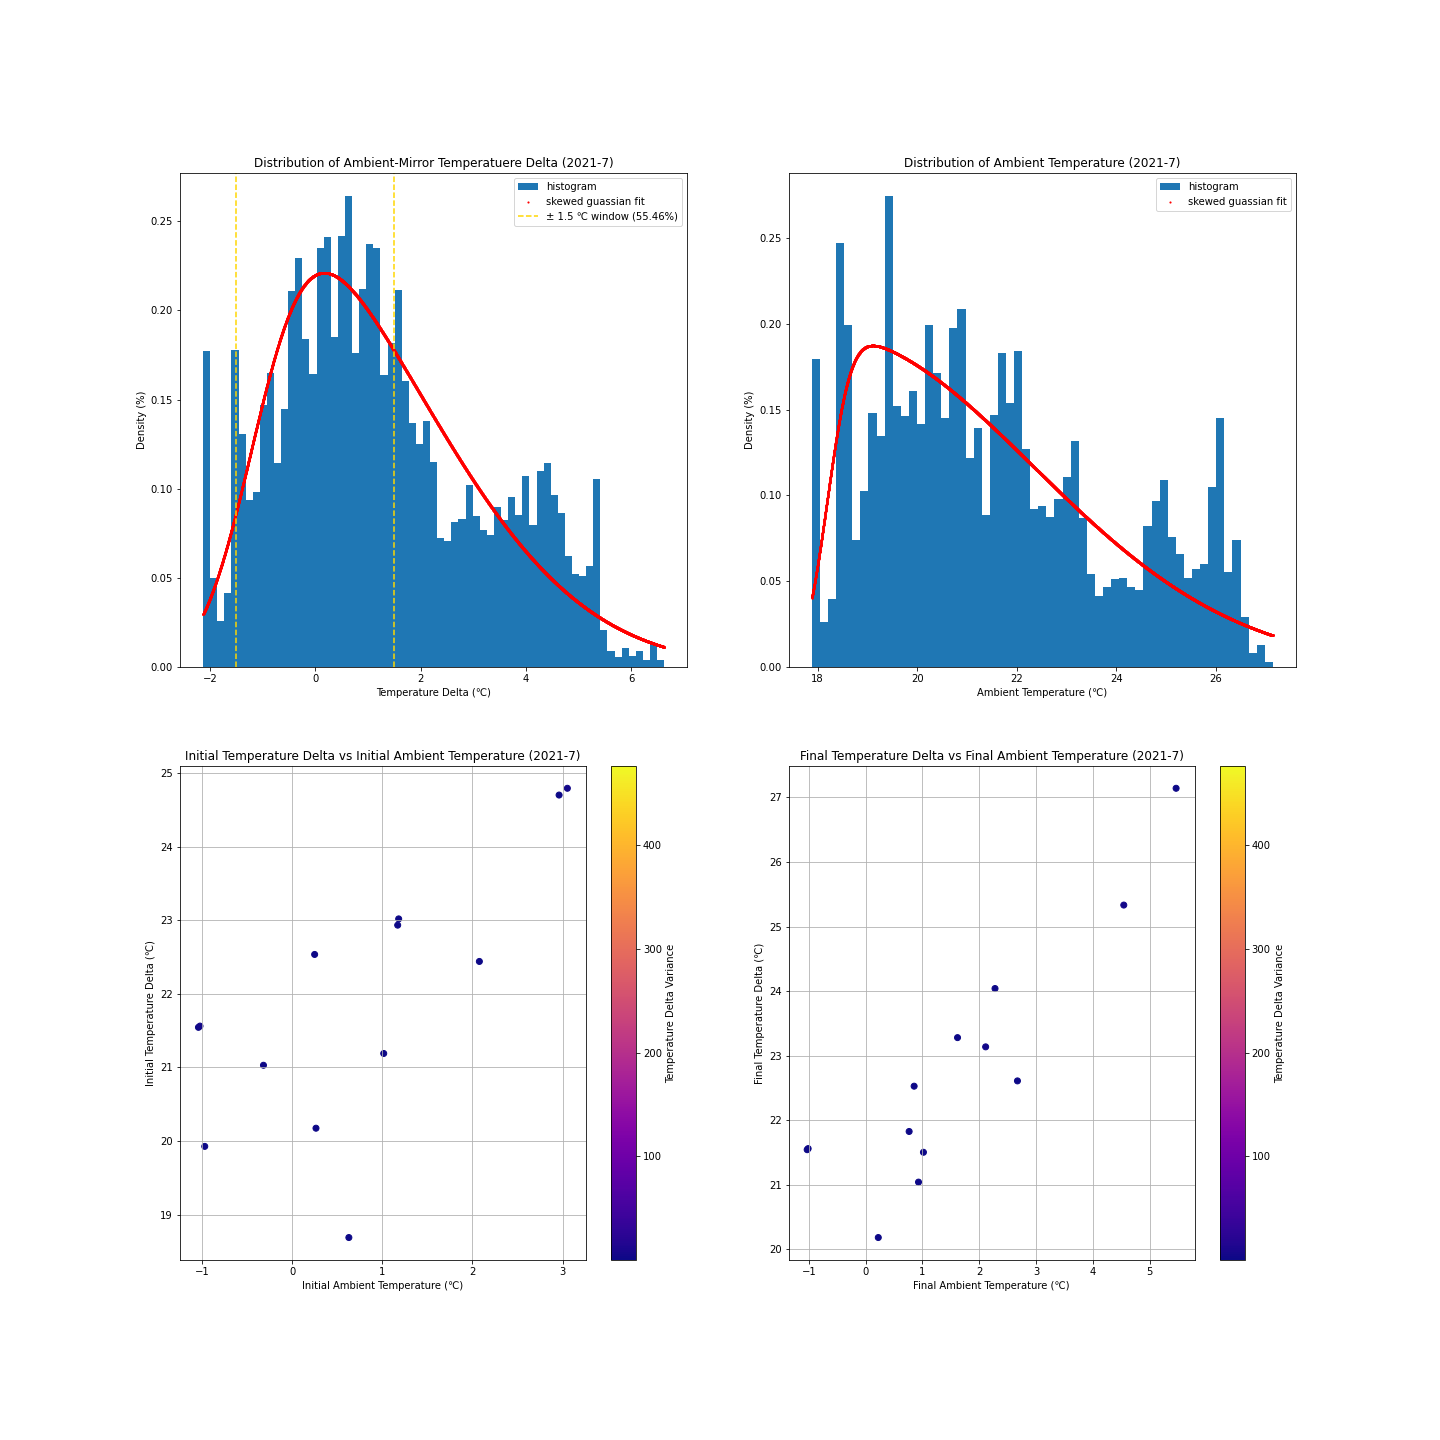 Distribution of Ambient-Mirror Temperatuere Delta (2021-7)
histogram
skewed guassian fit
± 1.5 ℃ window (55.46%)
Density (%)
0.25
0.20
0.15
0.10
0.05
0.00
−2 0 2 4 6
Temperature Delta (℃)
Distribution of Ambient Temperature (2021-7)
histogram
skewed guassian fit
Density (%)
0.25
0.20
0.15
0.10
0.05
0.00
18 20 22 24 26
Ambient Temperature (℃)
Initial Temperature Delta vs Initial Ambient Temperature (2021-7)
Initial Temperature Delta (℃)
25
24
23
22
21
20
19
−1 0 1 2 3
Initial Ambient Temperature (℃)
400
300
200
100
Temperature Delta Variance
Final Temperature Delta vs Final Ambient Temperature (2021-7)
Final Temperature Delta (℃)
27
26
25
24
23
22
21
20
−1 0 1 2 3 4 5
Final Ambient Temperature (℃)
400
300
200
100
Temperature Delta Variance